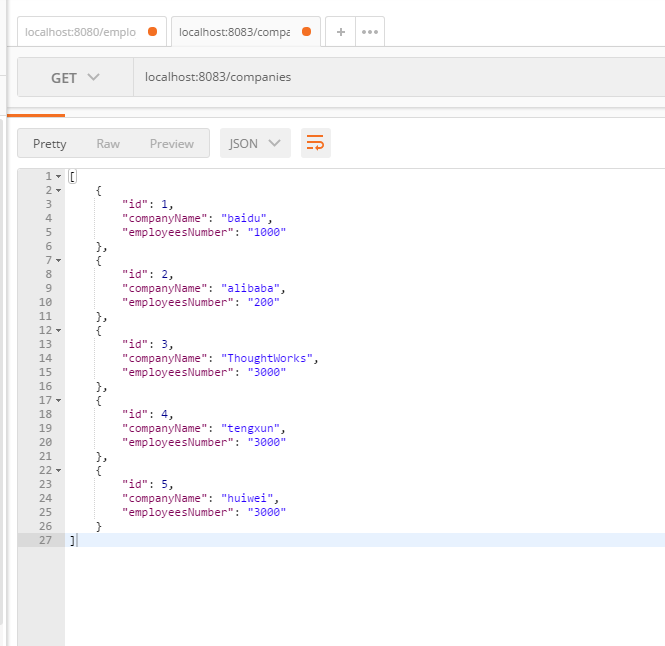 localhost:8080/emplo
localhost:8083/compa
+
•••
GET
localhost:8083/companies
Pretty Raw Preview JSON
1 [
2 {
3 "id": 1,
4 "companyName": "baidu",
5 "employeesNumber": "1000"
6 },
7 {
8 "id": 2,
9 "companyName": "alibaba",
10 "employeesNumber": "200"
11 },
12 {
13 "id": 3,
14 "companyName": "ThoughtWorks",
15 "employeesNumber": "3000"
16 },
17 {
18 "id": 4,
19 "companyName": "tengxun",
20 "employeesNumber": "3000"
21 },
22 {
23 "id": 5,
24 "companyName": "huiwei",
25 "employeesNumber": "3000"
26 }
27 ]